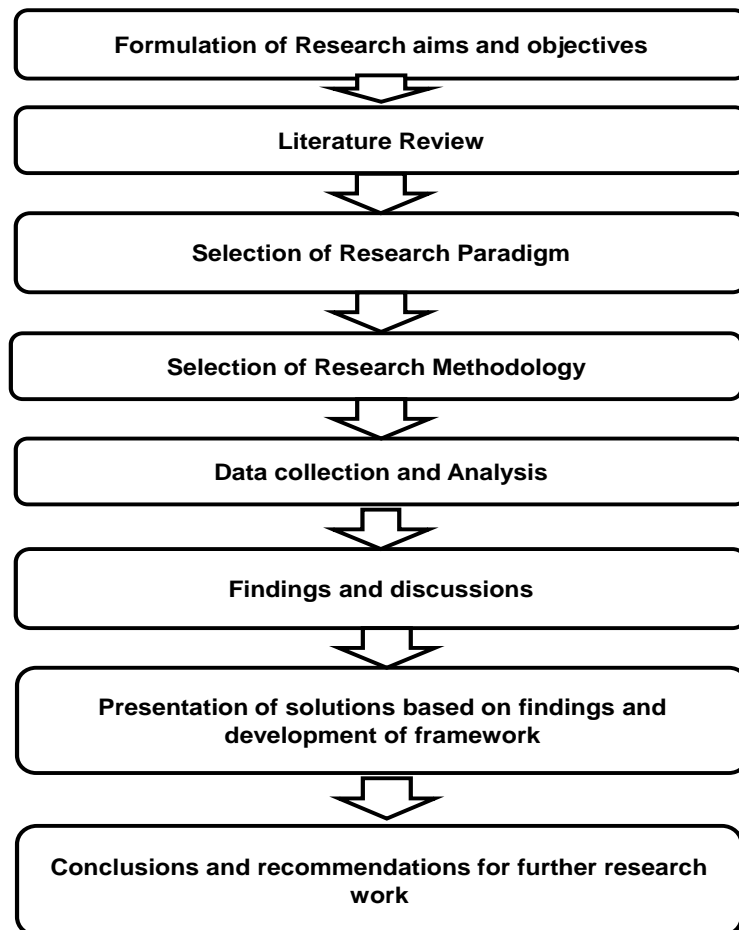 Formulation of Research aims and objectives
Literature Review
Selection of Research Paradigm
Selection of Research Methodology
Data collection and Analysis
Findings and discussions
Presentation of solutions based on findings and
development of framework
Conclusions and recommendations for further research
work